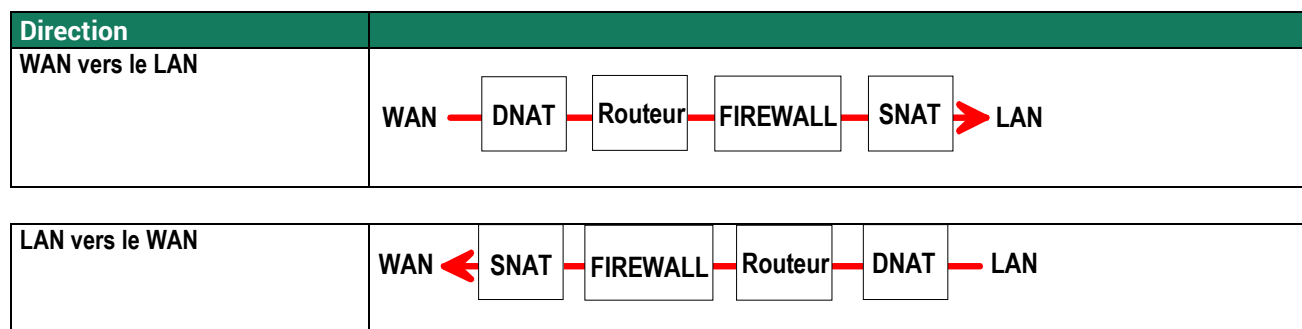 Direction
WAN vers le LAN
WAN DNAT Routeur FIREWALL SNAT LAN
LAN vers le WAN
WAN SNAT FIREWALL Routeur DNAT LAN